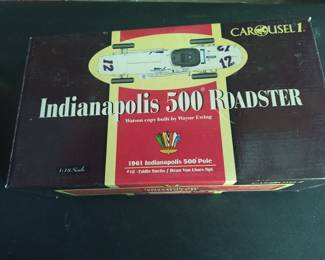 CAROUSEL 1
12
12
Indianapolis 500® ROADSTER
Watson copy built by Wayne Ewing
1961 Indianapolis 500 Pole
#12 - Eddie Sachs / Dean Van Lines Spl.
1:18 Scale